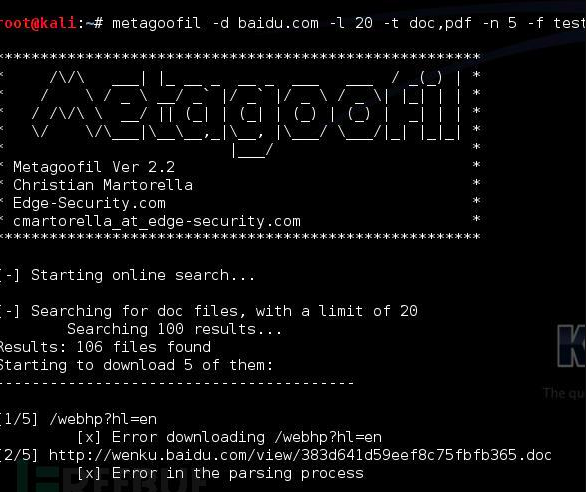 root@kali:~# metagoofil -d baidu.com -l 20 -t doc,pdf -n 5 -f test
******************************************************
* Metagoofil Ver 2.2 *
* Christian Martorella *
* Edge-Security.com *
* cmartorella_at_edge-security.com *
******************************************************
[-] Starting online search...
[-] Searching for doc files, with a limit of 20
Searching 100 results...
Results: 106 files found
Starting to download 5 of them:
----------------------------------------
[1/5] /webhp?hl=en
[x] Error downloading /webhp?hl=en
[2/5] http://wenku.baidu.com/view/383d641d59eef8c75fbfb365.doc
[x] Error in the parsing process
K
The qu
FREEBUF